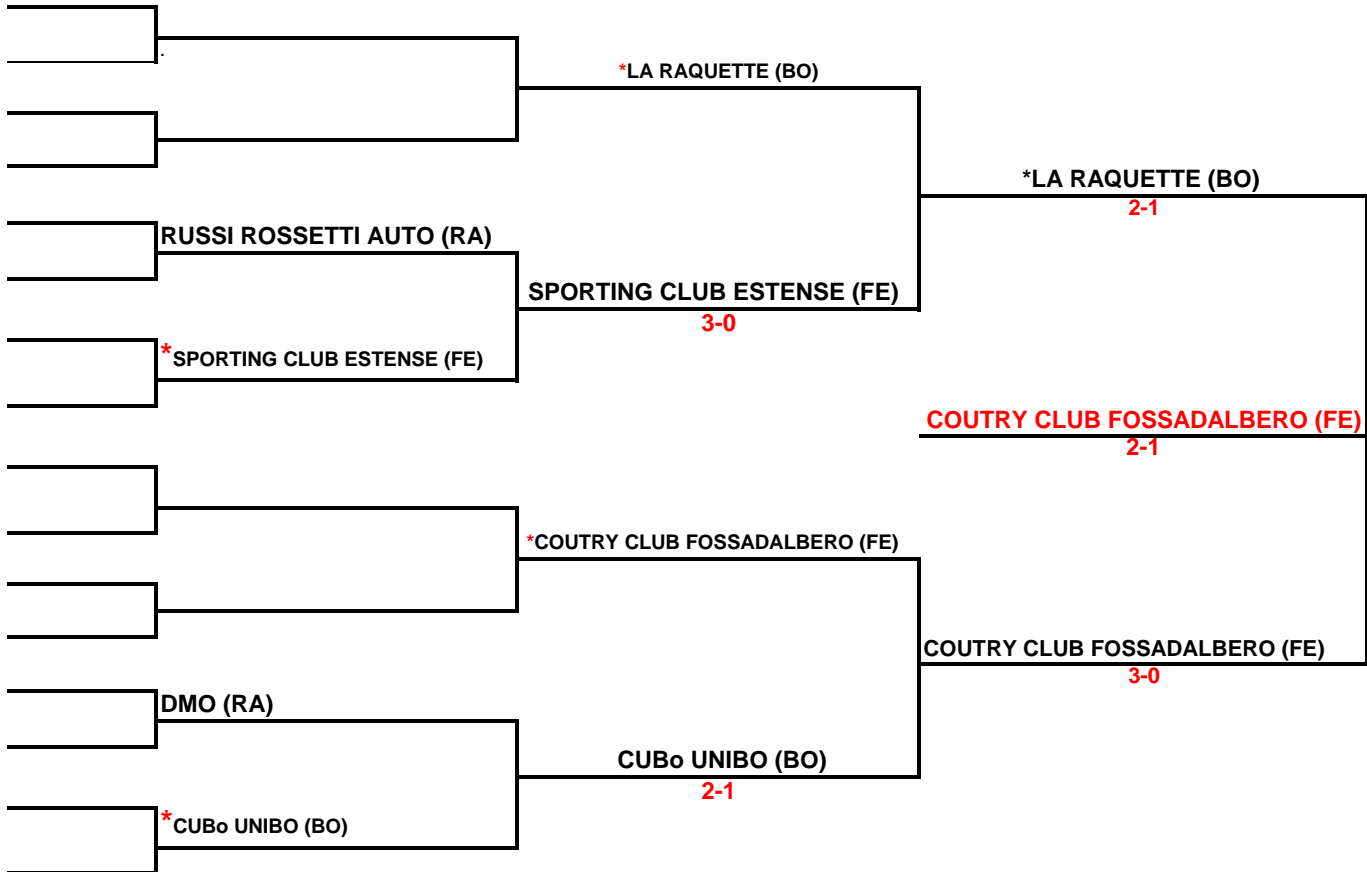 .
*LA RAQUETTE (BO)
*LA RAQUETTE (BO)
2-1
RUSSI ROSSETTI AUTO (RA)
SPORTING CLUB ESTENSE (FE)
3-0
*SPORTING CLUB ESTENSE (FE)
COUTRY CLUB FOSSADALBERO (FE)
2-1
*COUTRY CLUB FOSSADALBERO (FE)
COUTRY CLUB FOSSADALBERO (FE)
3-0
DMO (RA)
CUBo UNIBO (BO)
2-1
*CUBo UNIBO (BO)